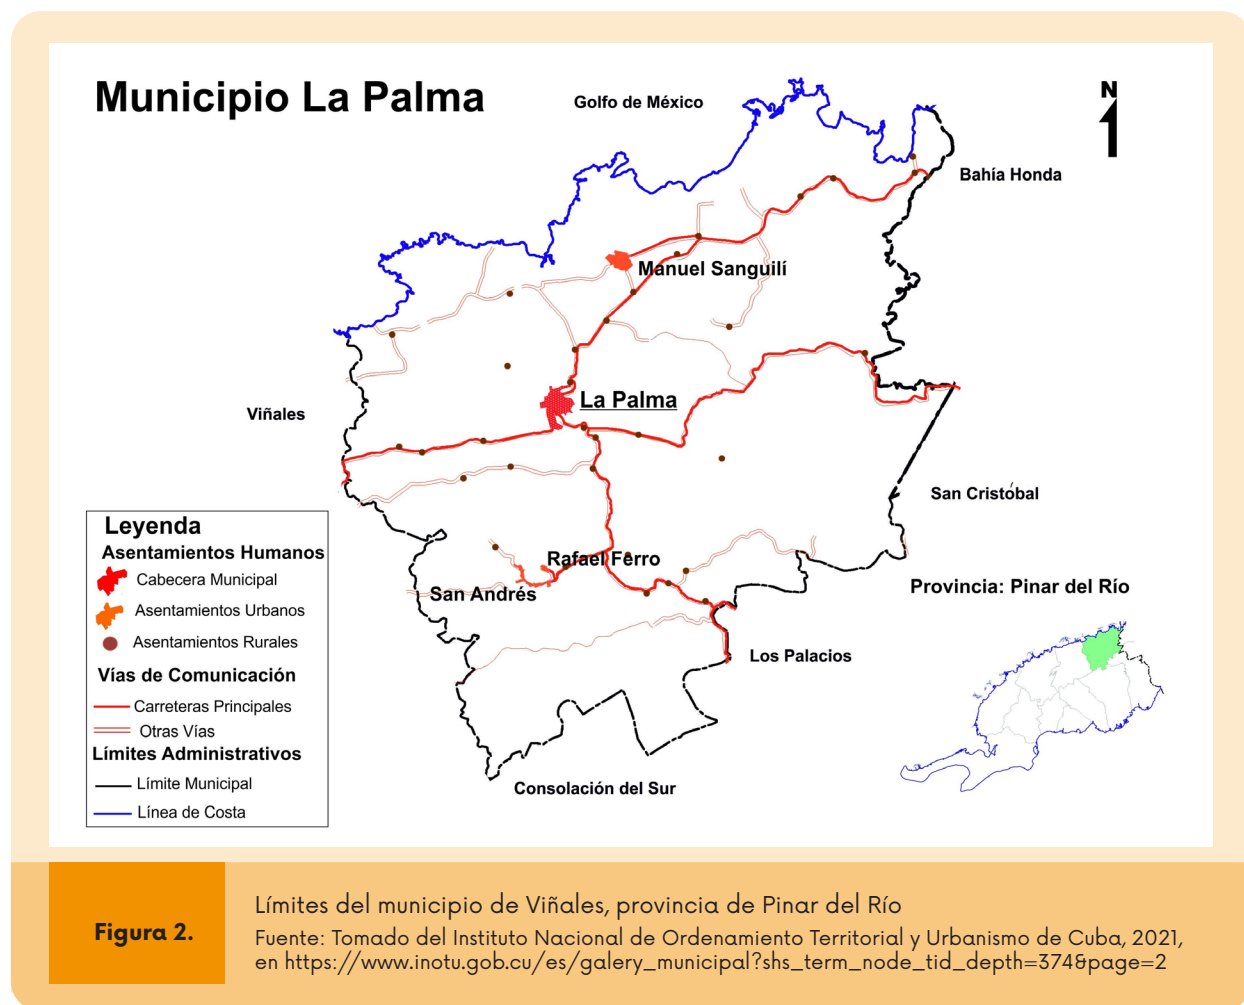 Municipio La Palma
Golfo de México
N
Bahía Honda
Manuel Sanguilí
La Palma
Viñales
San Cristóbal
Rafael Ferro
San Andrés
Leyenda
Asentamientos Humanos
Cabecera Municipal
Asentamientos Urbanos
Asentamientos Rurales
Vías de Comunicación
Carreteras Principales
Otras Vías
Límites Administrativos
Límite Municipal
Línea de Costa
Provincia: Pinar del Río
Los Palacios
Consolación del Sur
Figura 2.
Límites del municipio de Viñales, provincia de Pinar del Río
Fuente: Tomado del Instituto Nacional de Ordenamiento Territorial y Urbanismo de Cuba, 2021,
en https://www.inotu.gob.cu/es/galery_municipal?shs_term_node_tid_depth=374&page=2